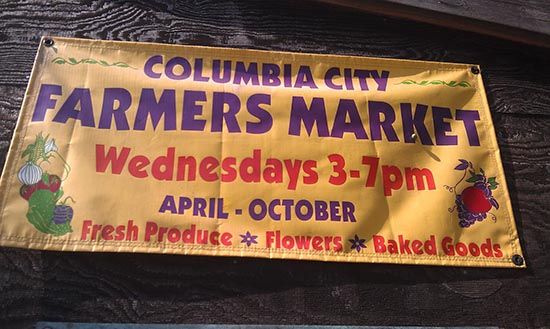 COLUMBIA CITY
FARMERS MARKET
Wednesdays 3-7pm
APRIL - OCTOBER
Fresh Produce * Flowers * Baked Goods